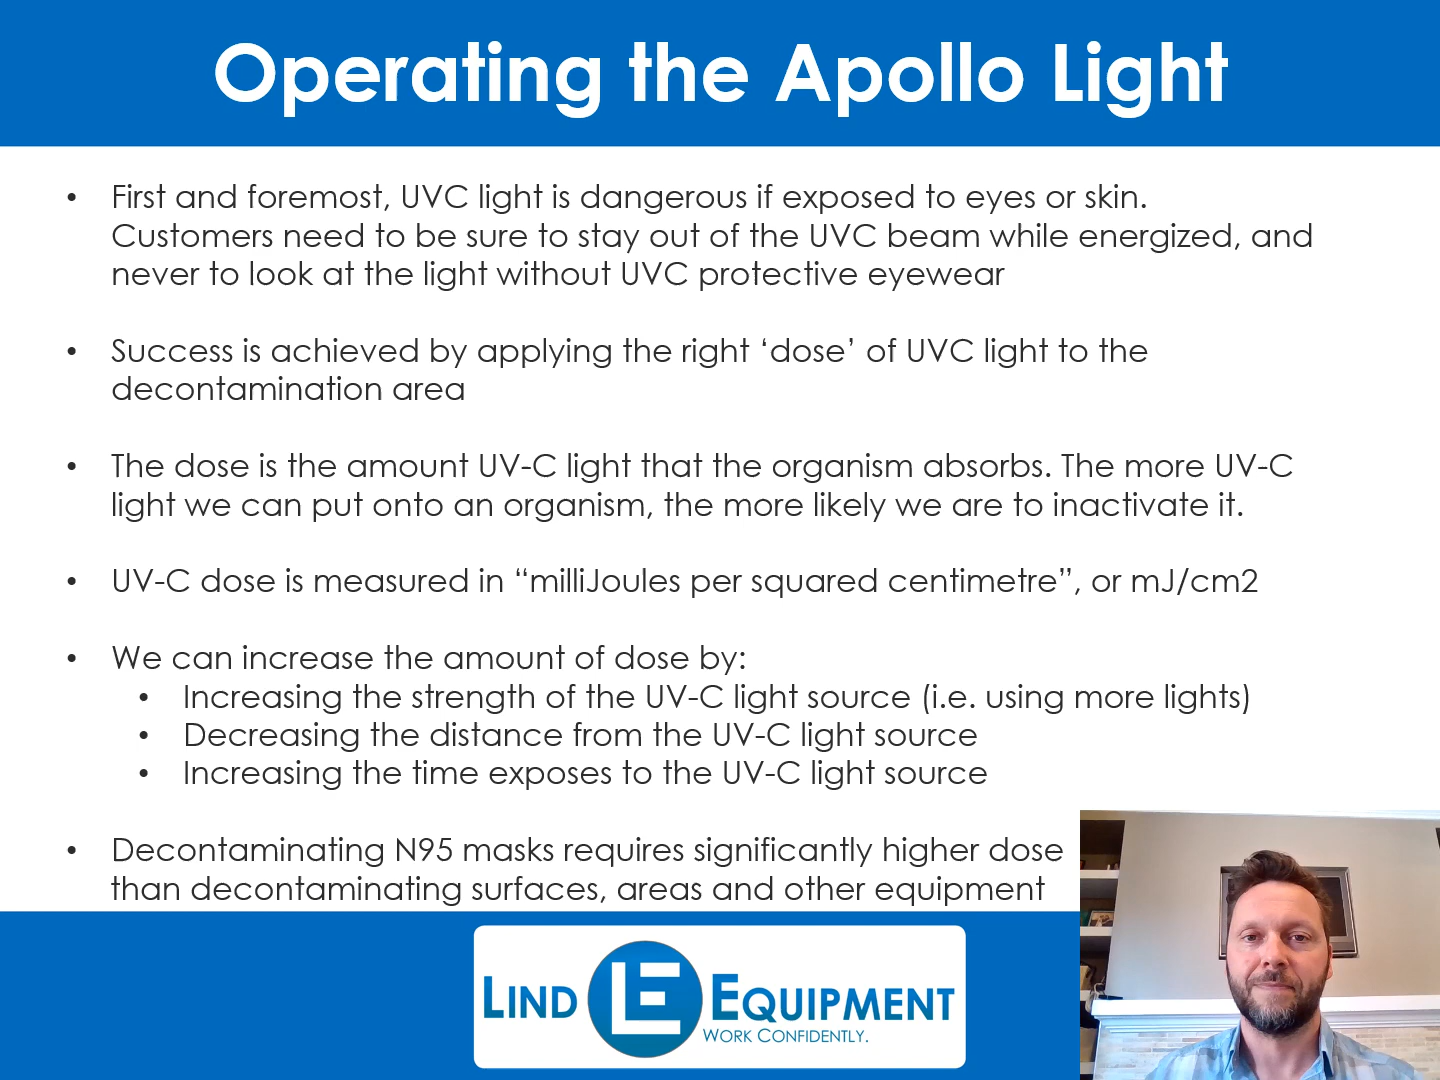 Operating the Apollo Light
• First and foremost, UVC light is dangerous if exposed to eyes or skin.
Customers need to be sure to stay out of the UVC beam while energized, and
never to look at the light without UVC protective eyewear
• Success is achieved by applying the right ‘dose’ of UVC light to the
decontamination area
• The dose is the amount UV-C light that the organism absorbs. The more UV-C
light we can put onto an organism, the more likely we are to inactivate it.
• UV-C dose is measured in “milliJoules per squared centimetre”, or mJ/cm2
• We can increase the amount of dose by:
• Increasing the strength of the UV-C light source (i.e. using more lights)
• Decreasing the distance from the UV-C light source
• Increasing the time exposes to the UV-C light source
• Decontaminating N95 masks requires significantly higher dose
than decontaminating surfaces, areas and other equipment
LIND LE EQUIPMENT
WORK CONFIDENTLY.